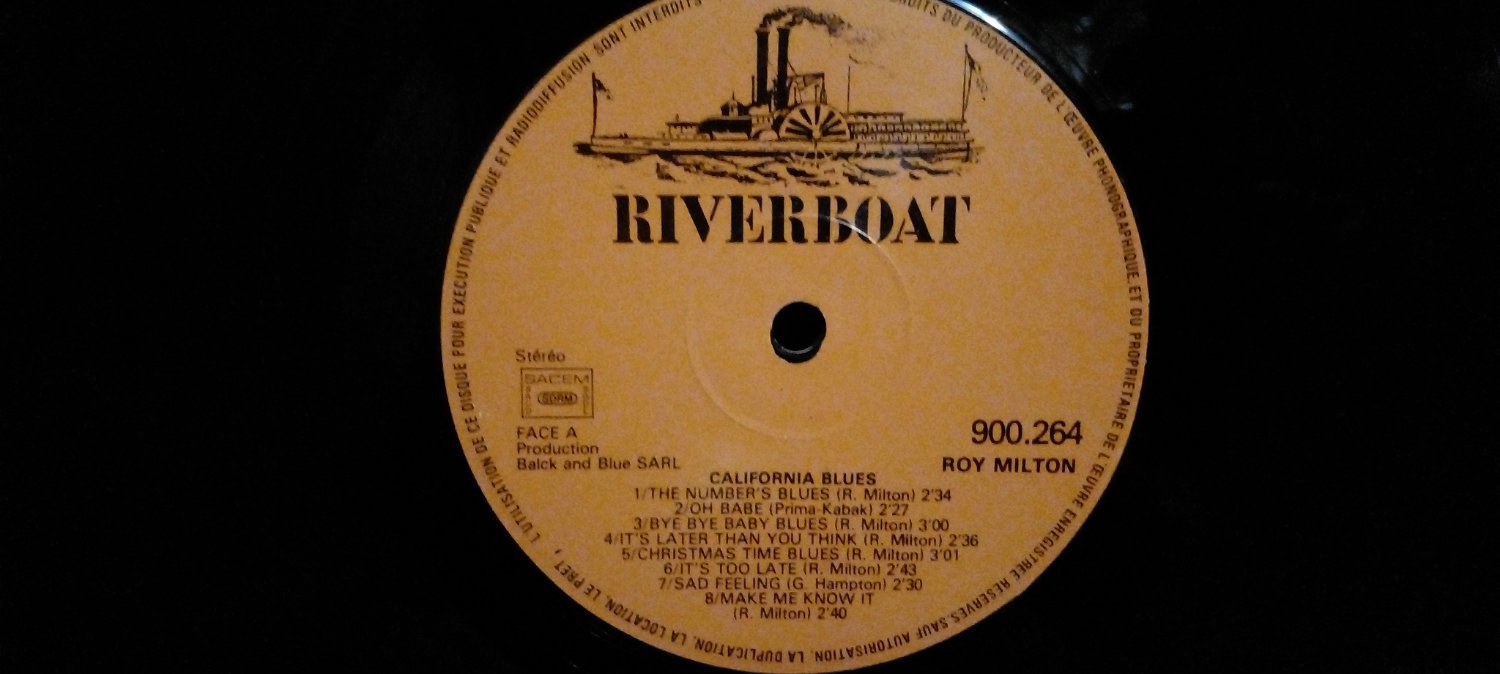 L'UTILISATION DE CE DISQUE POUR EXECUTION PUBLIQUE ET RADIODIFFUSION SONT INTERDITS
DROITS DU PRODUCTEUR DE L'ŒUVRE PHONOGRAPHIQUE. ET DU PROPRIETAIRE DE L'ŒUVRE ENREGISTREE RESERVES. SAUF AUTORISATION. LA DUPLICATION. LA LOCATION. LE PRET,
RIVERBOAT
Stéréo
SACEM
SDRM
FACE A
Production
Balck and Blue SARL
900.264
ROY MILTON
CALIFORNIA BLUES
1/THE NUMBER'S BLUES (R. Milton) 2'34
2/OH BABE (Prima-Kabak) 2'27
3/BYE BYE BABY BLUES (R. Milton) 3'00
4/IT'S LATER THAN YOU THINK (R. Milton) 2'36
5/CHRISTMAS TIME BLUES (R. Milton) 3'01
6/IT'S TOO LATE (R. Milton) 2'43
7/SAD FEELING (G. Hampton) 2'30
8/MAKE ME KNOW IT
(R. Milton) 2'40